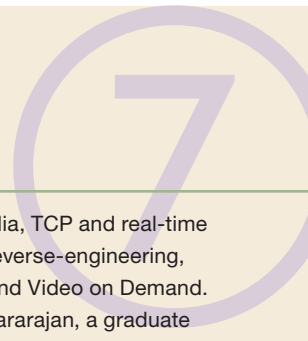 7
dia, TCP and real-time
everse-engineering,
nd Video on Demand.
ararajan, a graduate